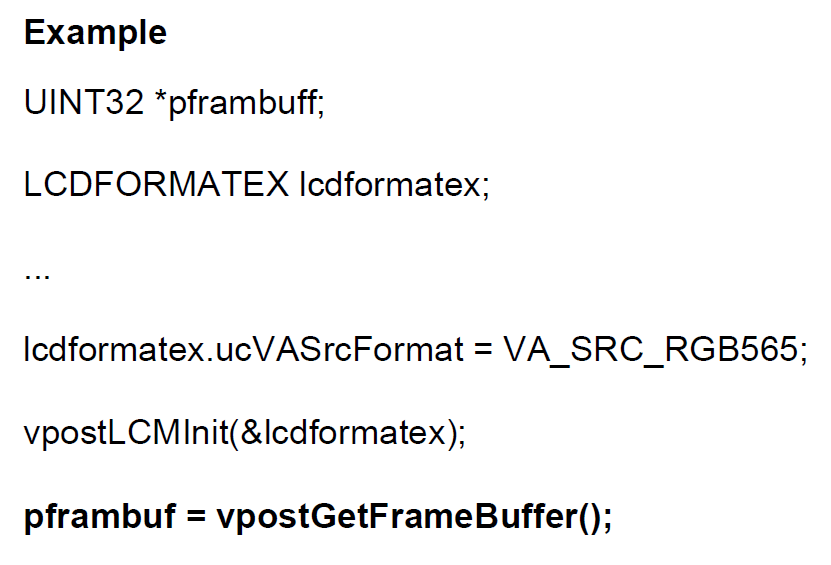 Example
UINT32 *pframbuff;
LCDFORMATEX lcdformatex;
...
lcdformatex.ucVASrcFormat = VA_SRC_RGB565;
vpostLCMInit(&lcdformatex);
pframbuf = vpostGetFrameBuffer();